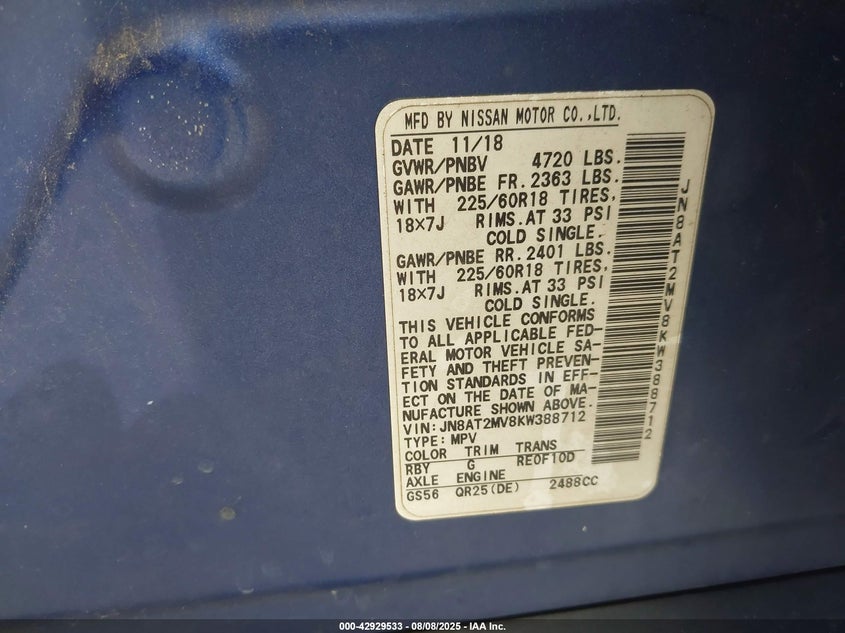 MFD BY NISSAN MOTOR CO.,LTD.
DATE 11/18
GVWR/PNBV 4720 LBS.
GAWR/PNBE FR. 2363 LBS.
WITH 225/60R18 TIRES,
18×7J RIMS.AT 33 PSI
COLD SINGLE.
GAWR/PNBE RR. 2401 LBS.
WITH 225/60R18 TIRES,
18×7J RIMS.AT 33 PSI
COLD SINGLE.
THIS VEHICLE CONFORMS
TO ALL APPLICABLE FED-
ERAL MOTOR VEHICLE SA-
FETY AND THEFT PREVEN-
TION STANDARDS IN EFF-
ECT ON THE DATE OF MA-
NUFACTURE SHOWN ABOVE.
VIN:JN8AT2MV8KW388712
TYPE: MPV
COLOR TRIM TRANS
RBY G RE0F10D
AXLE ENGINE
GS56 QR25(DE) 2488CC
JN8AT2MV8KW388712
000-42929533 - 08/08/2025 - IAA Inc.